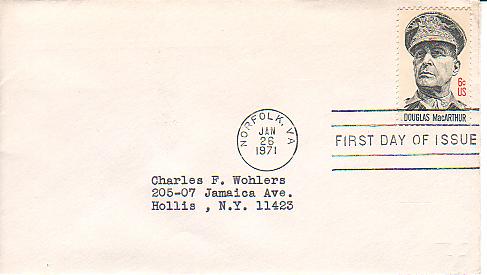 6c
US
DOUGLAS MacARTHUR
NORFOLK, VA
JAN
26
1971
FIRST DAY OF ISSUE
Charles F. Wohlers
205-07 Jamaica Ave.
Hollis , N.Y. 11423